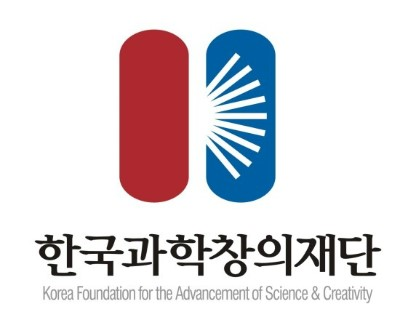 한국과학창의재단
Korea Foundation for the Advancement of Science & Creativity